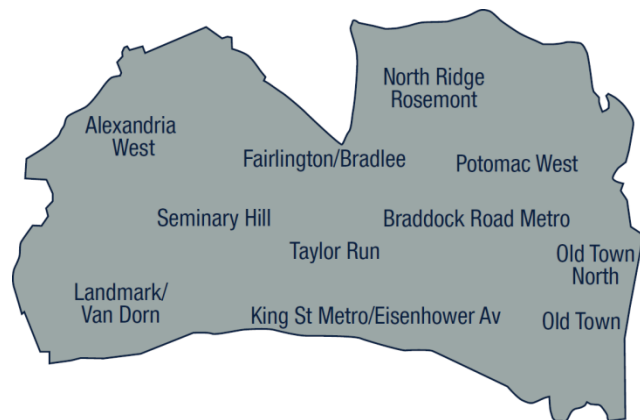 North Ridge
Rosemont
Alexandria
West
Fairlington/Bradlee
Potomac West
Seminary Hill
Braddock Road Metro
Taylor Run
Old Town
North
Landmark/
Van Dorn
King St Metro/Eisenhower Av
Old Town